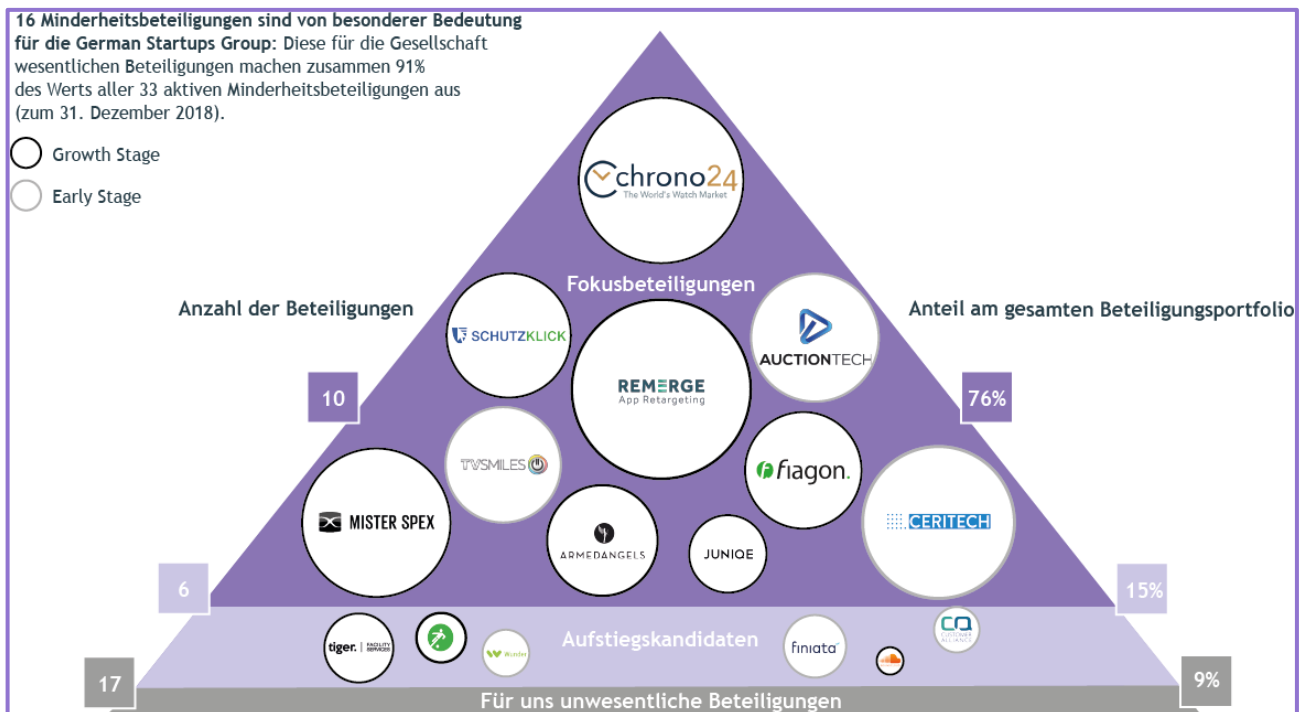 16 Minderheitsbeteiligungen sind von besonderer Bedeutung
für die German Startups Group: Diese für die Gesellschaft
wesentlichen Beteiligungen machen zusammen 91%
des Werts aller 33 aktiven Minderheitsbeteiligungen aus
(zum 31. Dezember 2018).
Growth Stage
Early Stage
chrono24
The World's Watch Market
Fokusbeteiligungen
Anzahl der Beteiligungen
Anteil am gesamten Beteiligungsportfolio
SCHUTZKLICK
AUCTIONTECH
REMERGE
App Retargeting
10
76%
TVSMILES
fiagon.
MISTER SPEX
CERITECH
ARMEDANGELS
JUNIQE
6
15%
tiger. FACILITY
SERVICES
Wunder
Aufstiegskandidaten
finiata
CUSTOMER
ALLIANCE
17
9%
Für uns unwesentliche Beteiligungen